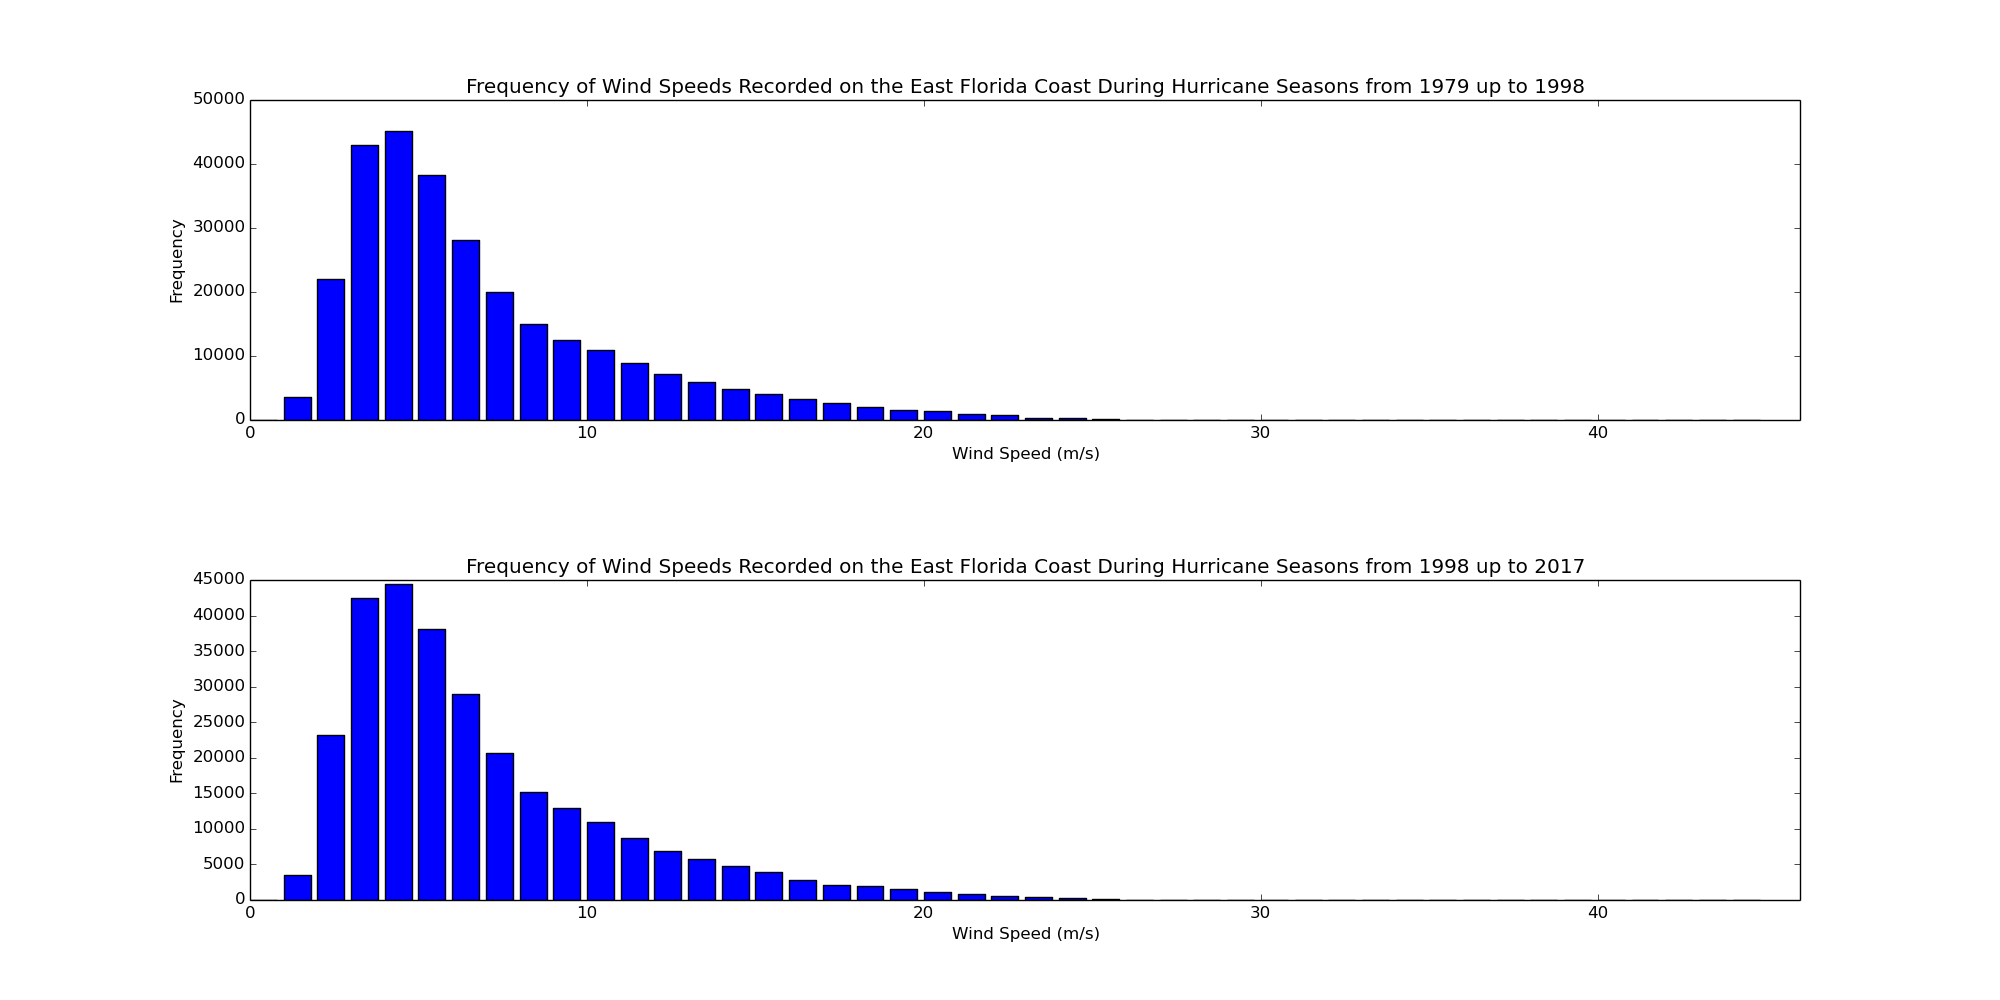 Frequency of Wind Speeds Recorded on the East Florida Coast During Hurricane Seasons from 1979 up to 1998
50000
40000
30000
20000
10000
0
Frequency
0 10 20 30 40
Wind Speed (m/s)
Frequency of Wind Speeds Recorded on the East Florida Coast During Hurricane Seasons from 1998 up to 2017
45000
40000
35000
30000
25000
20000
15000
10000
5000
0
Frequency
0 10 20 30 40
Wind Speed (m/s)